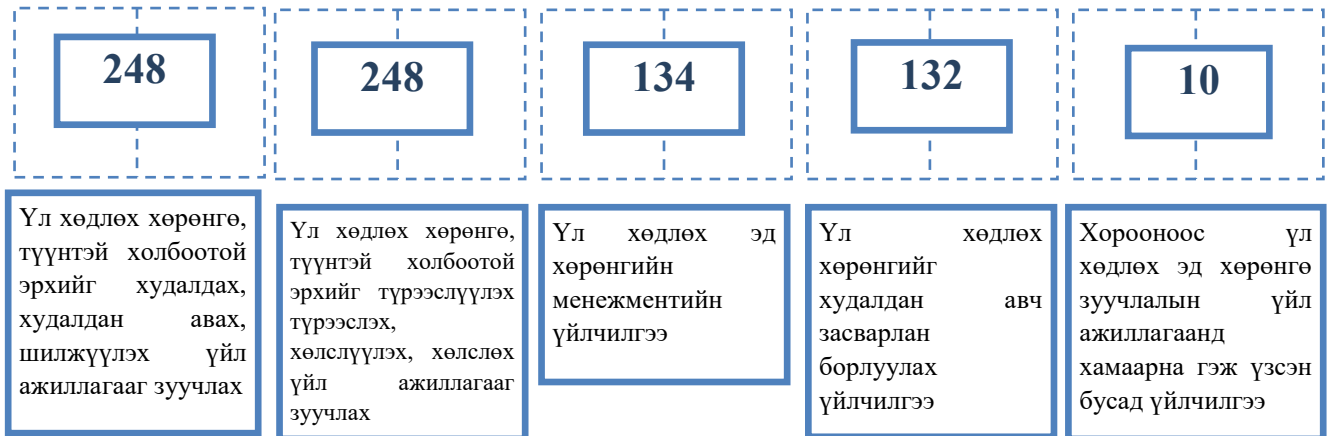 248
248
134
132
10
Үл хөдлөх хөрөнгө,
түүнтэй холбоотой
эрхийг худалдах,
худалдан авах,
шилжүүлэх үйл
ажиллагааг зуучлах
Үл хөдлөх хөрөнгө,
түүнтэй холбоотой
эрхийг түрээслүүлэх
түрээслэх,
хөлслүүлэх, хөлслөх
үйл ажиллагааг
зуучлах
Үл хөдлөх эд
хөрөнгийн
менежментийн
үйлчилгээ
Үл хөдлөх
хөрөнгийг
худалдан авч
засварлан
борлуулах
үйлчилгээ
Хорооноос үл
хөдлөх эд хөрөнгө
зуучлалын үйл
ажиллагаанд
хамаарна гэж үзсэн
бусад үйлчилгээ